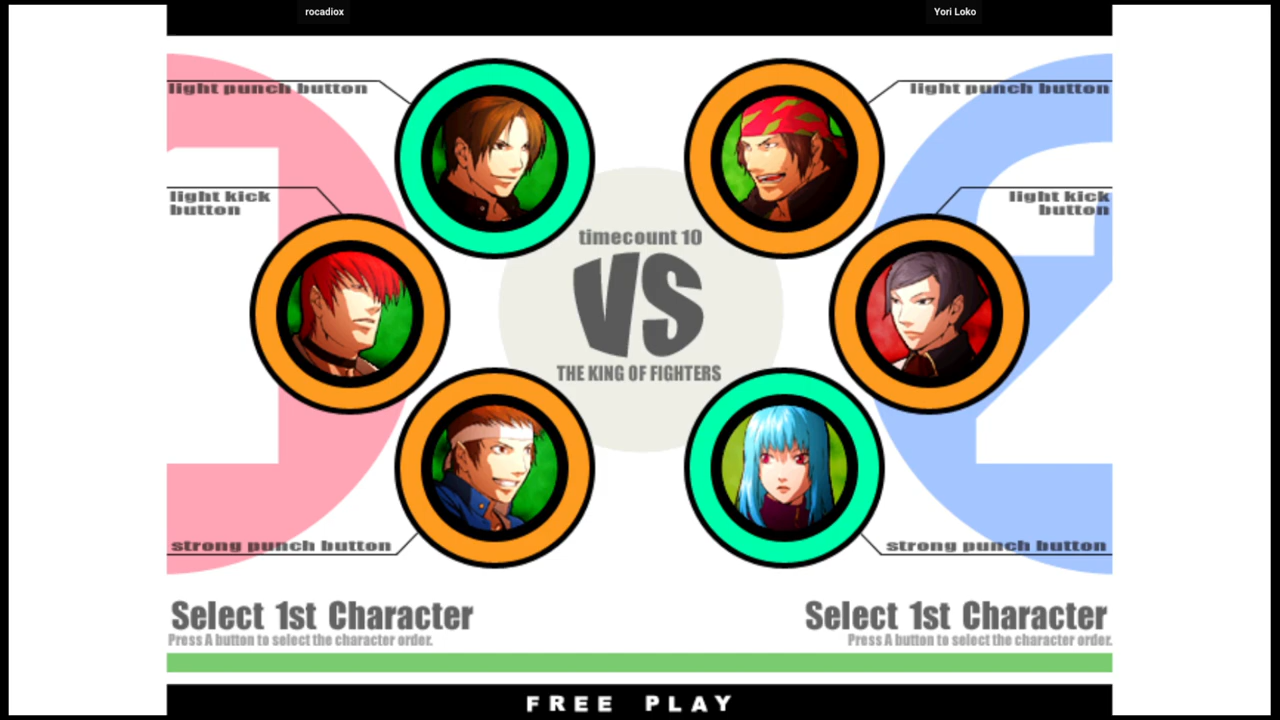 rocadiox
Yori Loko
light punch button
light punch button
light kick
button
light kick
button
timecount 10
VS
THE KING OF FIGHTERS
strong punch button
strong punch button
Select 1st Character
Select 1st Character
Press A button to select the character order.
Press A button to select the character order.
FREE PLAY